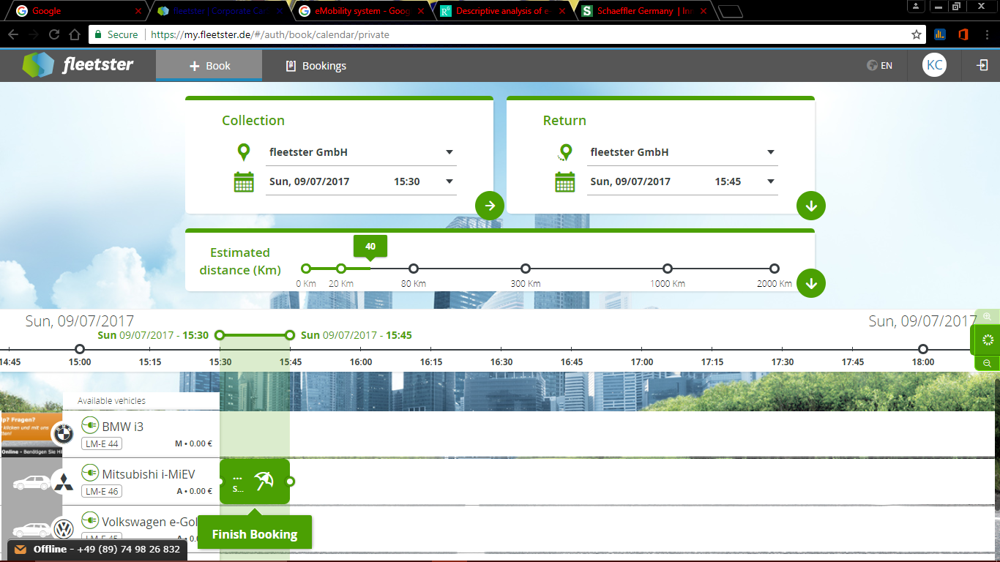 Google
fleetster | Corporate Car
eMobility system - Goog
Descriptive analysis of e
Schaeffler Germany | Inn
Secure
https://my.fleetster.de/#/auth/book/calendar/private
fleetster
+ Book
Bookings
EN
KC
Collection
fleetster GmbH
Sun, 09/07/2017 15:30
Return
fleetster GmbH
Sun, 09/07/2017 15:45
Estimated
distance (Km)
40
0 Km 20 Km 80 Km 300 Km 1000 Km 2000 Km
Sun, 09/07/2017
Sun, 09/07/2017
Sun 09/07/2017 - 15:30
Sun 09/07/2017 - 15:45
14:45 15:00 15:15 15:30 15:45 16:00 16:15 16:30 16:45 17:00 17:15 17:30 17:45 18:00
Available vehicles
lp? Fragen?
klicken und mit uns
Online - Benötigen Sie Hi
BMW i3
LM-E 44 M • 0.00 €
Mitsubishi i-MiEV
LM-E 46 A • 0.00 €
...
S...
Volkswagen e-Gol
LM-E 45 A • 0.0
Finish Booking
Offline - +49 (89) 74 98 26 832